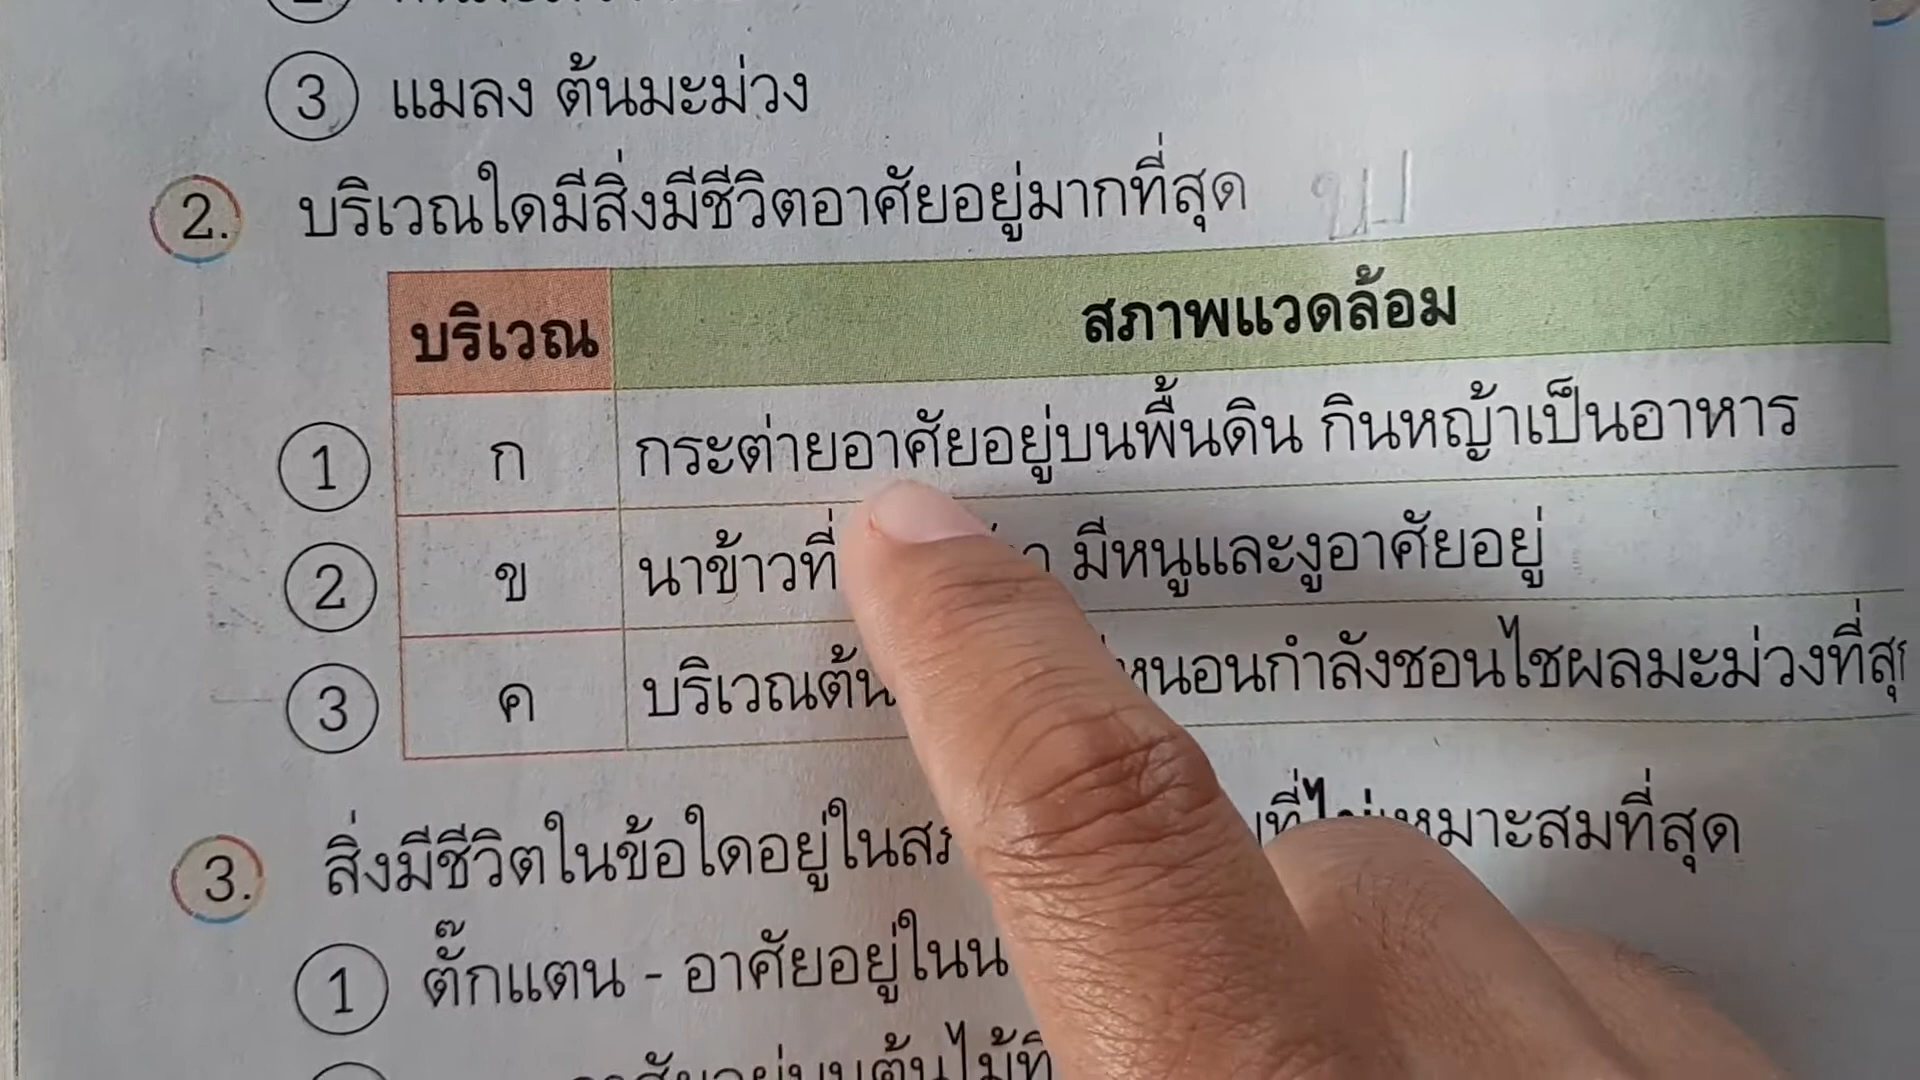 3 แมลง ต้นมะม่วง
2. บริเวณใดมีสิ่งมีชีวิตอาศัยอยู่มากที่สุด
บริเวณ สภาพแวดล้อม
1 ก กระต่ายอาศัยอยู่บนพื้นดิน กินหญ้าเป็นอาหาร
2 ข นาข้าวที่ มีหนูและงูอาศัยอยู่
3 ค บริเวณต้น หนอนกำลังชอนไชผลมะม่วงที่
3. สิ่งมีชีวิตในข้อใดอยู่ใน ที่ไม่เหมาะสมที่สุด
1 ตั๊กแตน - อาศัยอยู่ใน